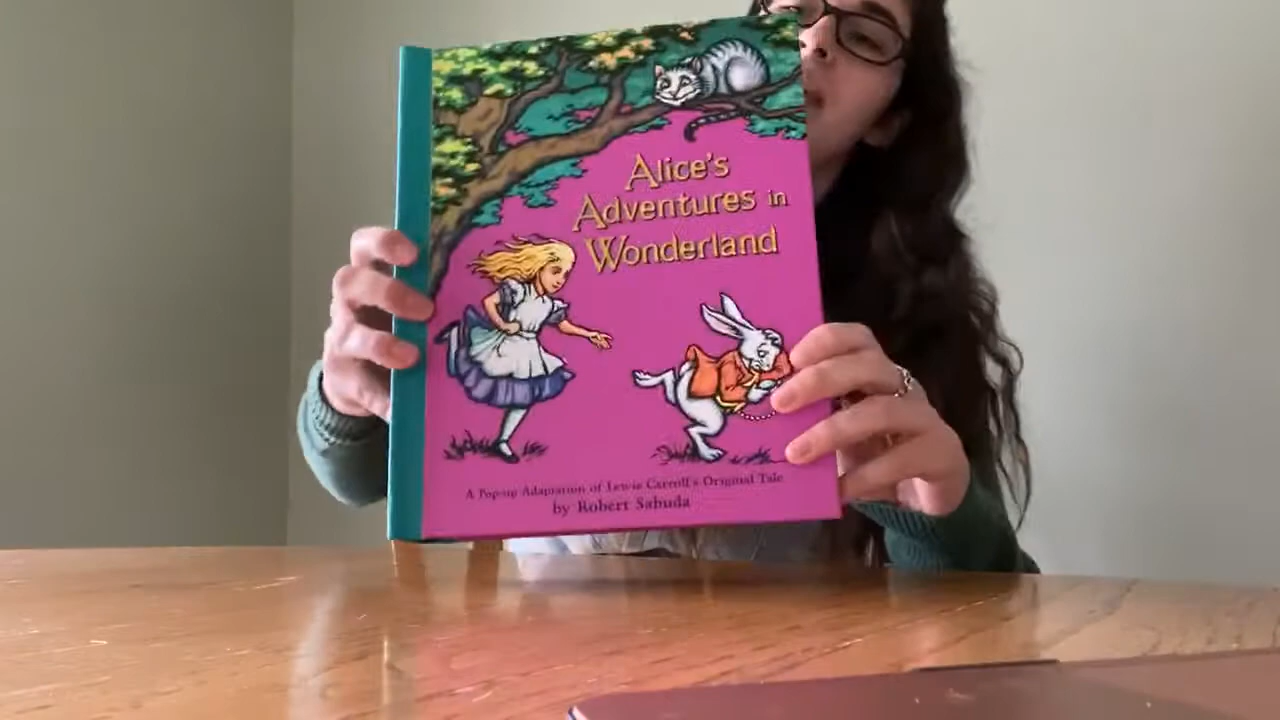 Alice's
Adventures in
Wonderland
A Pop-up Adaptation of Lewis Carroll's Original Tale
by Robert Sabuda